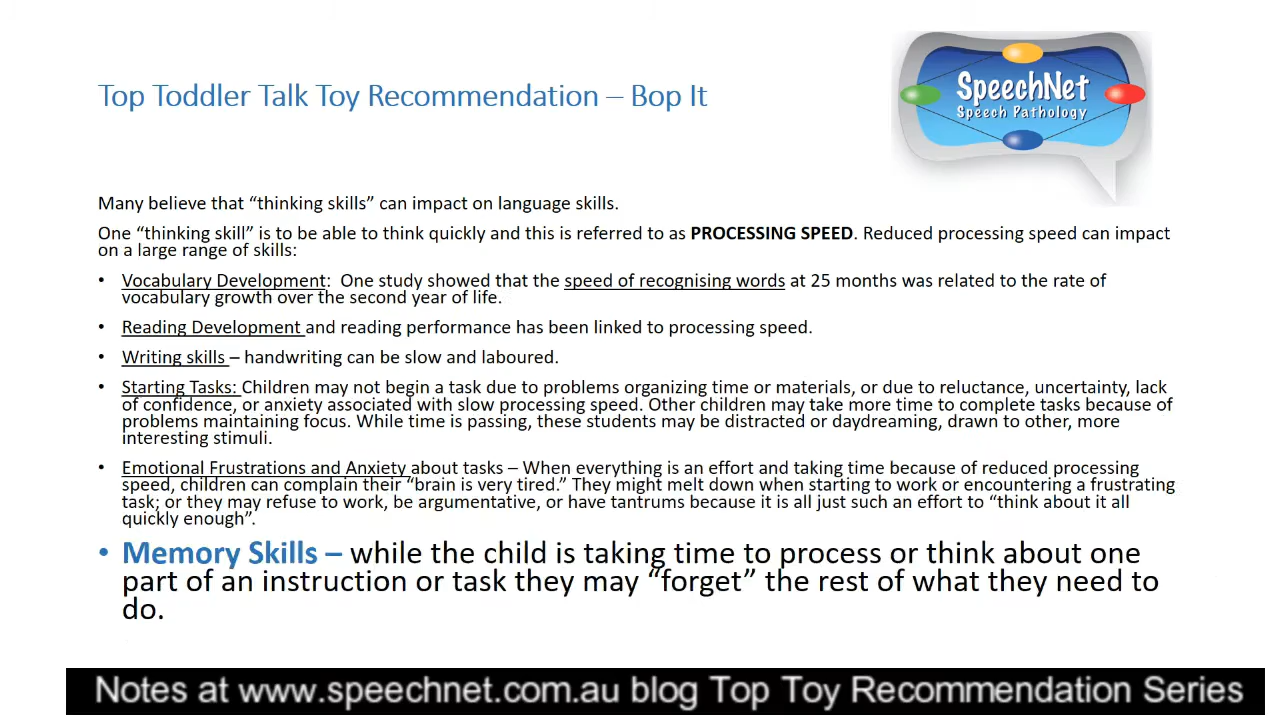 Top Toddler Talk Toy Recommendation – Bop It
SpeechNet
Speech Pathology
Many believe that “thinking skills” can impact on language skills.
One “thinking skill” is to be able to think quickly and this is referred to as PROCESSING SPEED. Reduced processing speed can impact
on a large range of skills:
• Vocabulary Development:  One study showed that the speed of recognising words at 25 months was related to the rate of
vocabulary growth over the second year of life.
• Reading Development and reading performance has been linked to processing speed.
• Writing skills – handwriting can be slow and laboured.
• Starting Tasks: Children may not begin a task due to problems organizing time or materials, or due to reluctance, uncertainty, lack
of confidence, or anxiety associated with slow processing speed. Other children may take more time to complete tasks because of
problems maintaining focus. While time is passing, these students may be distracted or daydreaming, drawn to other, more
interesting stimuli.
• Emotional Frustrations and Anxiety about tasks – When everything is an effort and taking time because of reduced processing
speed, children can complain their “brain is very tired.” They might melt down when starting to work or encountering a frustrating
task; or they may refuse to work, be argumentative, or have tantrums because it is all just such an effort to “think about it all
quickly enough”.
• Memory Skills – while the child is taking time to process or think about one
part of an instruction or task they may “forget” the rest of what they need to
do.
Notes at www.speechnet.com.au blog Top Toy Recommendation Series